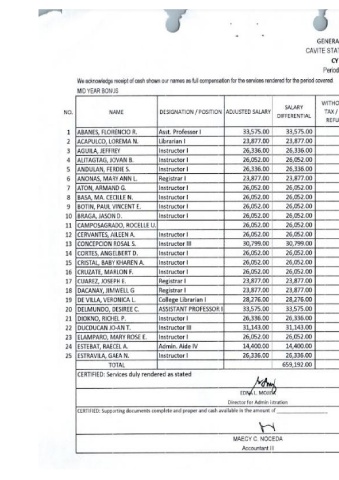 GENERA
CAVITE STAT
CY
Period
We acknowledge receipt of cash shown our names as full compensation for the services rendered for the period covered.
MID YEAR BONUS
NO. NAME DESIGNATION / POSITION ADJUSTED SALARY SALARY DIFFERENTIAL WITHO TAX / REFU
1 ABANES, FLORENCIO R. Asst. Professor I 33,575.00 33,575.00
2 ACAPULCO, LOREMA N. Librarian I 23,877.00 23,877.00
3 AGUILA, JEFFREY Instructor I 26,336.00 26,336.00
4 ALITAGTAG, JOVAN B. Instructor I 26,052.00 26,052.00
5 ANDULAN, FERDIE S. Instructor I 26,336.00 26,336.00
6 ANONAS, MARY ANN L. Registrar I 23,877.00 23,877.00
7 ATON, ARMAND G. Instructor I 26,052.00 26,052.00
8 BASA, MA. CECILLE N. Instructor I 26,052.00 26,052.00
9 BOTIN, PAUL VINCENT E. Instructor I 26,052.00 26,052.00
10 BRAGA, JASON D. Instructor I 26,052.00 26,052.00
11 CAMPOSAGRADO, ROCELLE U. 26,052.00 26,052.00
12 CERVANTES, AILEEN A. Instructor I 26,052.00 26,052.00
13 CONCEPCION ROSAL S. Instructor III 30,799.00 30,799.00
14 CORTES, ANGELBERT D. Instructor I 26,052.00 26,052.00
15 CRISTAL, BABY KHAREN A. Instructor I 26,052.00 26,052.00
16 CRUZATE, MARLON F. Instructor I 26,052.00 26,052.00
17 CUAREZ, JOSEPH E. Registrar I 23,877.00 23,877.00
18 DACANAY, JIMWELL G Registrar I 23,877.00 23,877.00
19 DE VILLA, VERONICA L. College Librarian I 28,276.00 28,276.00
20 DELMUNDO, DESIREE C. ASSISTANT PROFESSOR I 33,575.00 33,575.00
21 DIOKNO, RICHEL P. Instructor I 26,336.00 26,336.00
22 DUCDUCAN JO-AN T. Instructor III 31,143.00 31,143.00
23 ELAMPARO, MARY ROSE E. Instructor I 26,052.00 26,052.00
24 ESTEBAT, RAECEL A. Admin. Aide IV 14,400.00 14,400.00
25 ESTRAVILA, GAEA N. Instructor I 26,336.00 26,336.00
TOTAL 659,192.00
CERTIFIED: Services duly rendered as stated
Director for Admin istration
CERTIFIED: Supporting documents complete and proper and cash available in the amount of
MAEDY C. NOCEDA
Accountant II